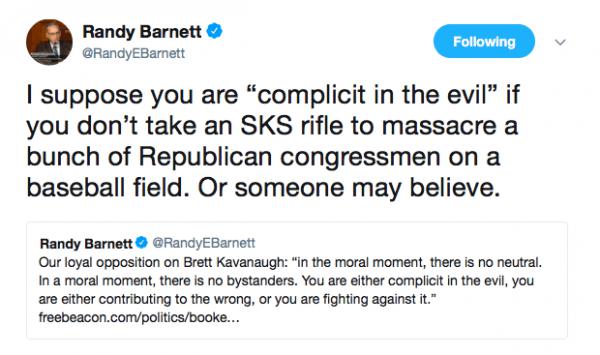 Randy Barnett
@RandyEBarnett
Following
I suppose you are “complicit in the evil” if
you don’t take an SKS rifle to massacre a
bunch of Republican congressmen on a
baseball field. Or someone may believe.
Randy Barnett @RandyEBarnett
Our loyal opposition on Brett Kavanaugh: “in the moral moment, there is no neutral.
In a moral moment, there is no bystanders. You are either complicit in the evil, you
are either contributing to the wrong, or you are fighting against it.”
freebeacon.com/politics/booke…